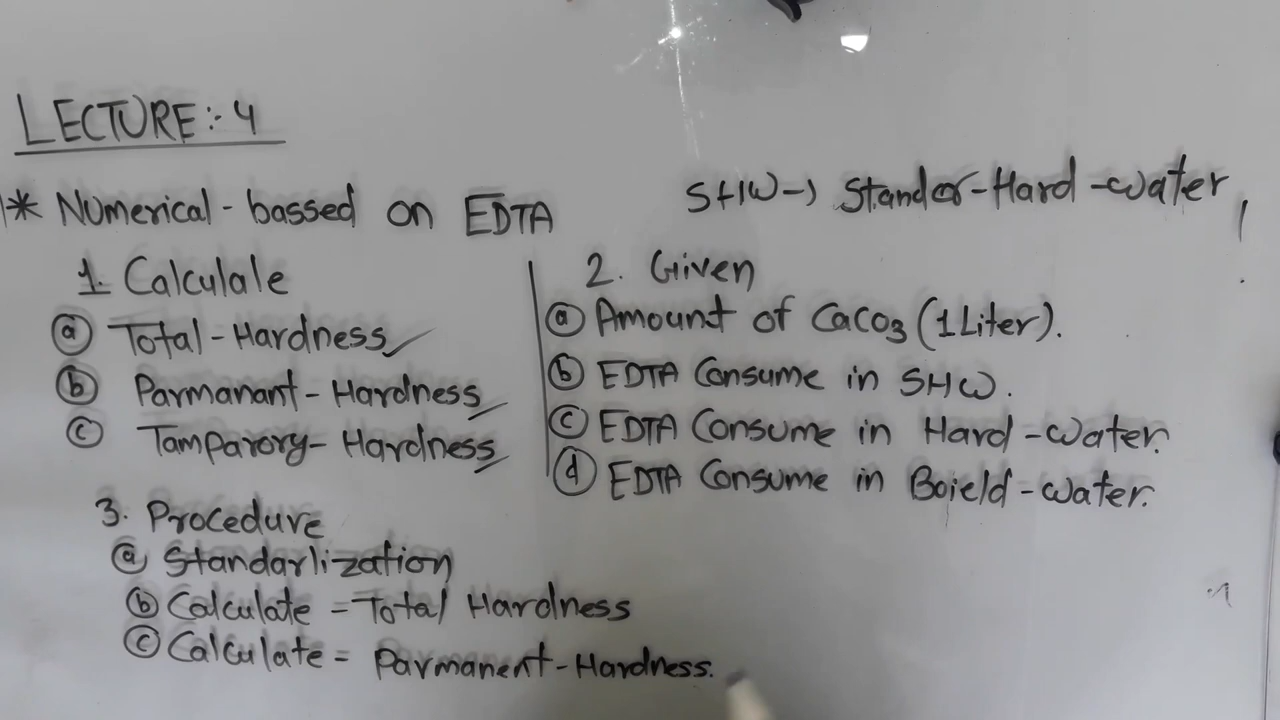 LECTURE:- 4
* Numerical - bassed on EDTA
SHW -> Stander-Hard-water
1. Calculale
a Total-Hardness
b Parmanant-Hardness
c Tamparory-Hardness
2. Given
a Amount of CaCo3 (1 Liter).
b EDTA Consume in SHW.
c EDTA Consume in Hard-water.
d EDTA Consume in Boield-water.
3. Procedure
a Standarlization
b Calculate = Total Hardness
c Calculate = Parmanent-Hardness.